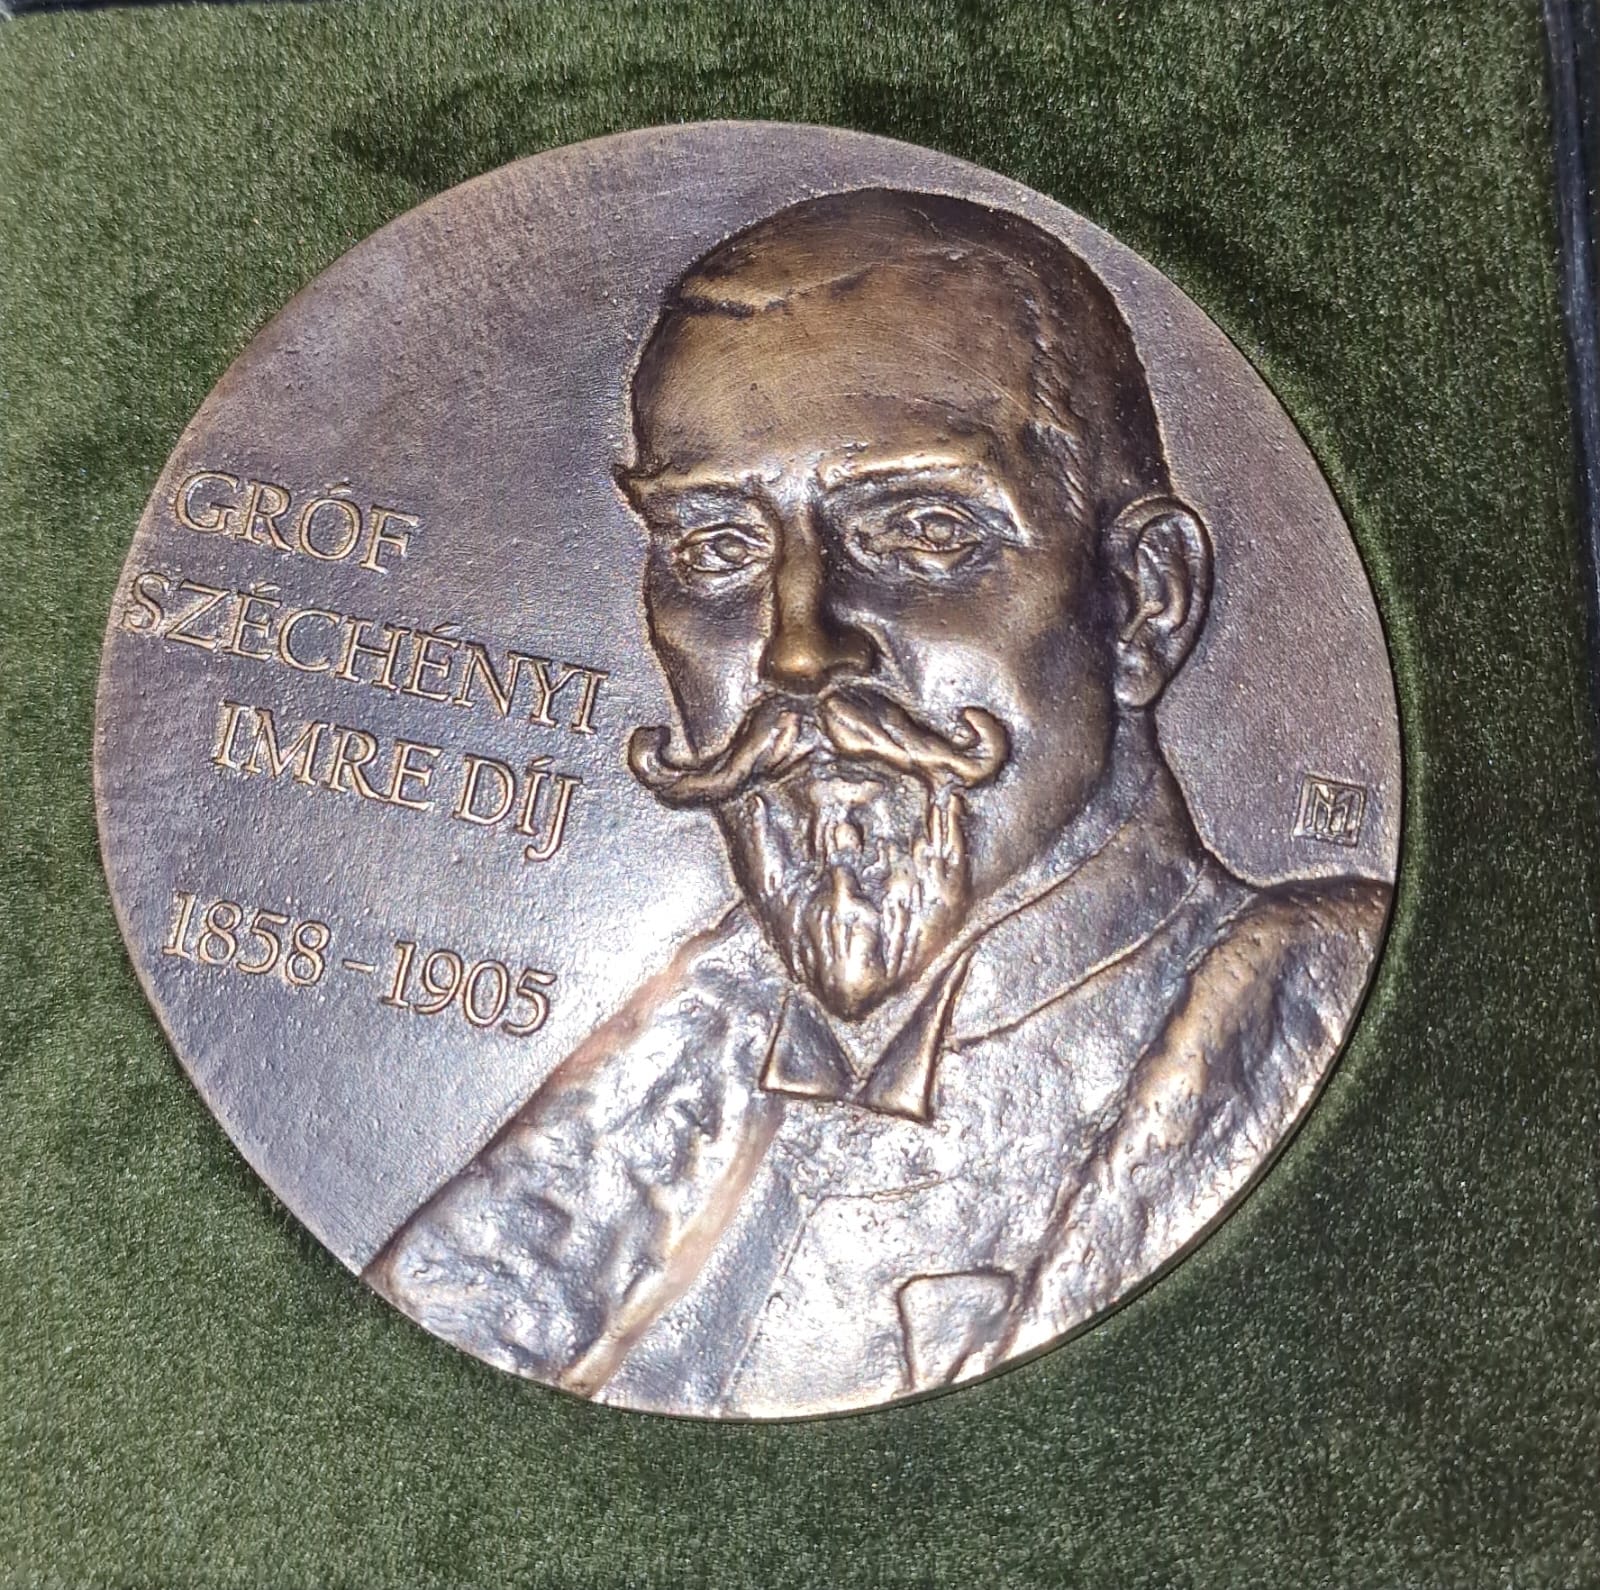 GRÓF
SZÉCHÉNYI
IMRE DÍJ
1858-1905